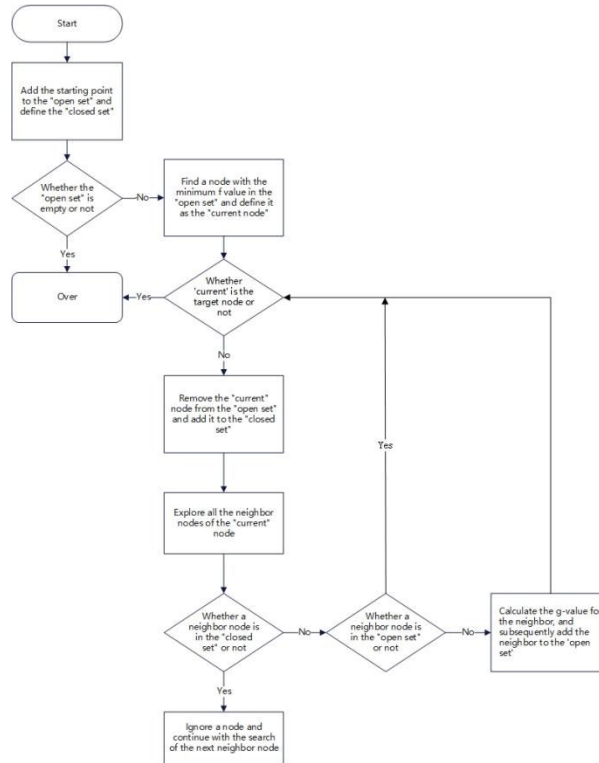 Start
Add the starting point
to the "open set" and
define the "closed set"
Whether the
"open set" is
empty or not
No
Find a node with the
minimum f value in the
"open set" and define it
as the "current node"
Yes
Over
Yes
Whether
'current' is the
target node or
not
No
Remove the "current"
node from the "open set"
and add it to the "closed
set"
Yes
Explore all the neighbor
nodes of the "current"
node
Whether a
neighbor node is
in the "closed
set" or not
No
Whether a
neighbor node is
in the "open set"
or not
No
Calculate the g-value fo
the neighbor, and
subsequently add the
neighbor to the 'open
set'
Yes
Ignore a node and
continue with the search
of the next neighbor node